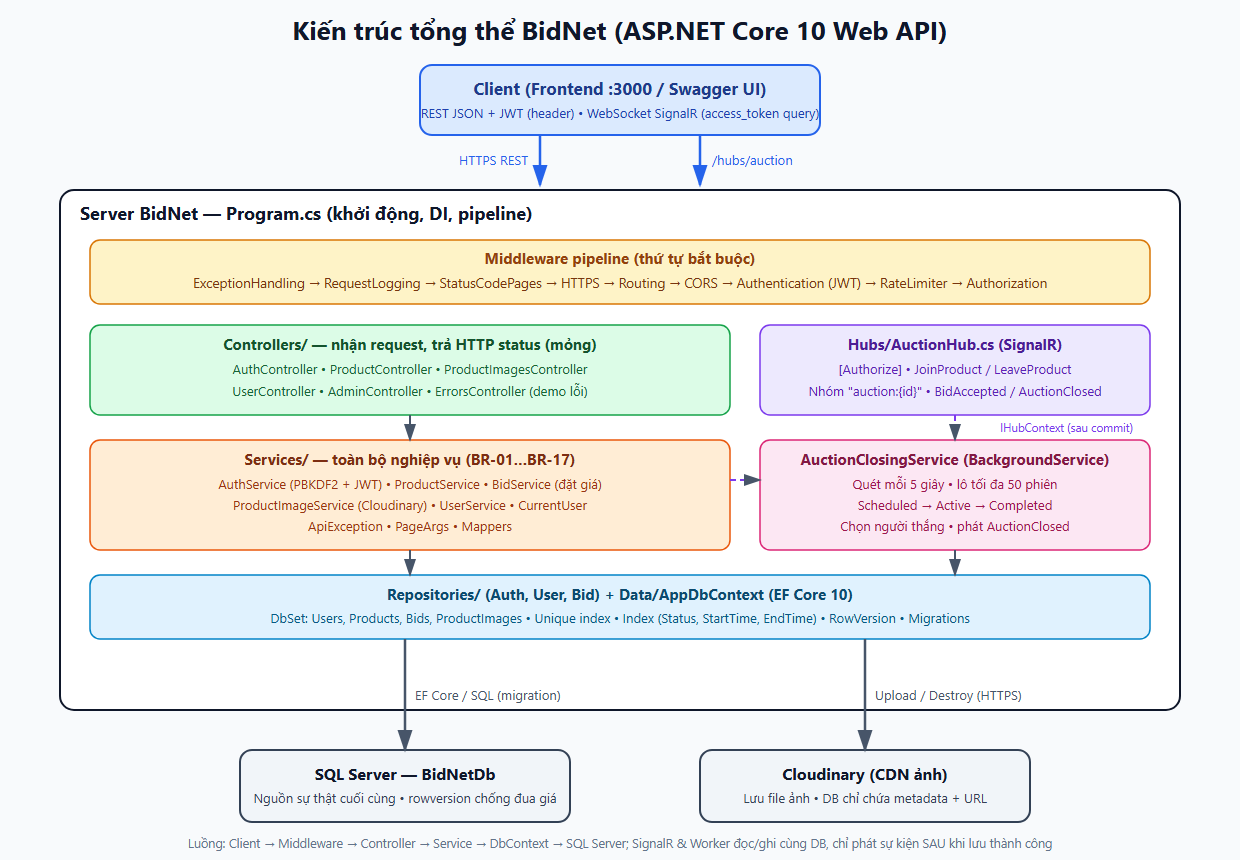 Kiến trúc tổng thể BidNet (ASP.NET Core 10 Web API)
Client (Frontend :3000 / Swagger UI)
REST JSON + JWT (header) • WebSocket SignalR (access_token query)
HTTPS REST
/hubs/auction
Server BidNet — Program.cs (khởi động, DI, pipeline)
Middleware pipeline (thứ tự bắt buộc)
ExceptionHandling → RequestLogging → StatusCodePages → HTTPS → Routing → CORS → Authentication (JWT) → RateLimiter → Authorization
Controllers/ — nhận request, trả HTTP status (mỏng)
AuthController • ProductController • ProductImagesController
UserController • AdminController • ErrorsController (demo lỗi)
Hubs/AuctionHub.cs (SignalR)
[Authorize] • JoinProduct / LeaveProduct
Nhóm "auction:{id}" • BidAccepted / AuctionClosed
IHubContext (sau commit)
Services/ — toàn bộ nghiệp vụ (BR-01...BR-17)
AuthService (PBKDF2 + JWT) • ProductService • BidService (đặt giá)
ProductImageService (Cloudinary) • UserService • CurrentUser
ApiException • PageArgs • Mappers
AuctionClosingService (BackgroundService)
Quét mỗi 5 giây • lô tối đa 50 phiên
Scheduled → Active → Completed
Chọn người thắng • phát AuctionClosed
Repositories/ (Auth, User, Bid) + Data/AppDbContext (EF Core 10)
DbSet: Users, Products, Bids, ProductImages • Unique index • Index (Status, StartTime, EndTime) • RowVersion • Migrations
EF Core / SQL (migration)
Upload / Destroy (HTTPS)
SQL Server — BidNetDb
Nguồn sự thật cuối cùng • rowversion chống đua giá
Cloudinary (CDN ảnh)
Lưu file ảnh • DB chỉ chứa metadata + URL
Luồng: Client → Middleware → Controller → Service → DbContext → SQL Server; SignalR & Worker đọc/ghi cùng DB, chỉ phát sự kiện SAU khi lưu thành công